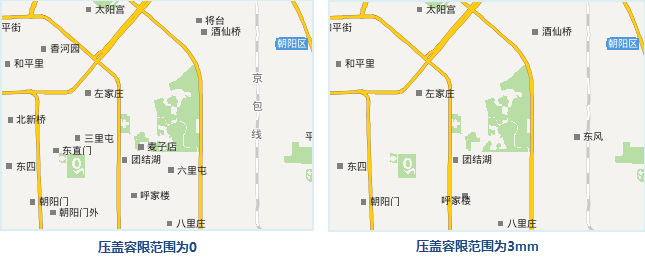 太阳宫
将台
平街
酒仙桥
香河园
朝阳区
和平里
京包线
左家庄
北新桥
三里屯
平
麦子店
东直门
团结湖
东四
六里屯
呼家楼
朝阳门
朝阳门外
八里庄
压盖容限范围为0
太阳宫
平街
酒仙桥
朝阳区
和平里
左家庄
东风
团结湖
东四
呼家楼
朝阳门
八里庄
压盖容限范围为3mm